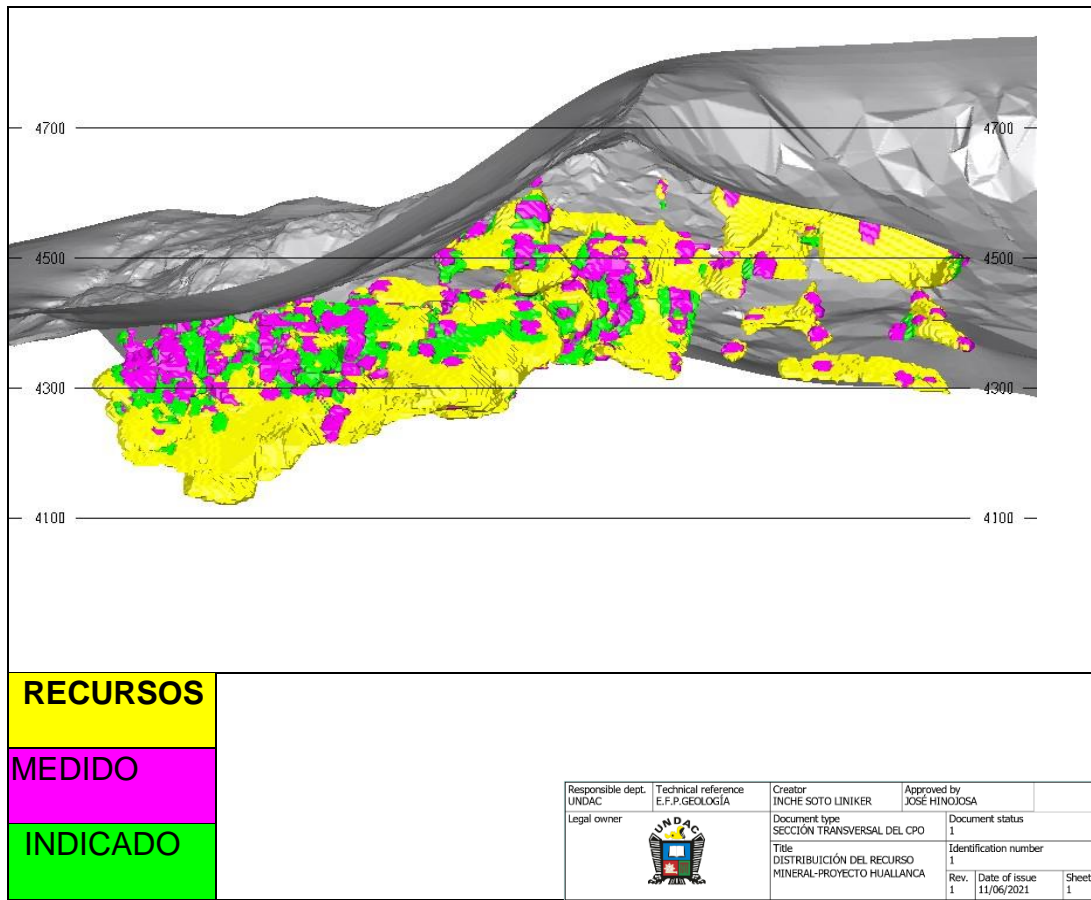 4700 4700
4500 4500
4300 4300
4100 4100
RECURSOS
MEDIDO
INDICADO
Responsible dept. Technical reference Creator Approved by
UNDAC E.F.P.GEOLOGÍA INCHE SOTO LINIKER JOSÉ HINOJOSA
Legal owner
UNDAC
Document type Document status
SECCIÓN TRANSVERSAL DEL CPO 1
Title Identification number
DISTRIBUICIÓN DEL RECURSO 1
MINERAL-PROYECTO HUALLANCA
Rev. Date of issue Sheet
1 11/06/2021 1